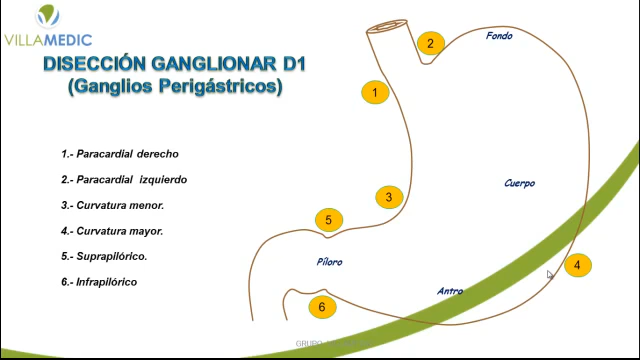 VILLAMEDIC
DISECCIÓN GANGLIONAR D1
(Ganglios Perigástricos)
1.- Paracardial derecho
2.- Paracardial izquierdo
3.- Curvatura menor.
4.- Curvatura mayor.
5.- Suprapilórico.
6.- Infrapilórico
2
Fondo
1
Cuerpo
3
5
Píloro
4
Antro
6